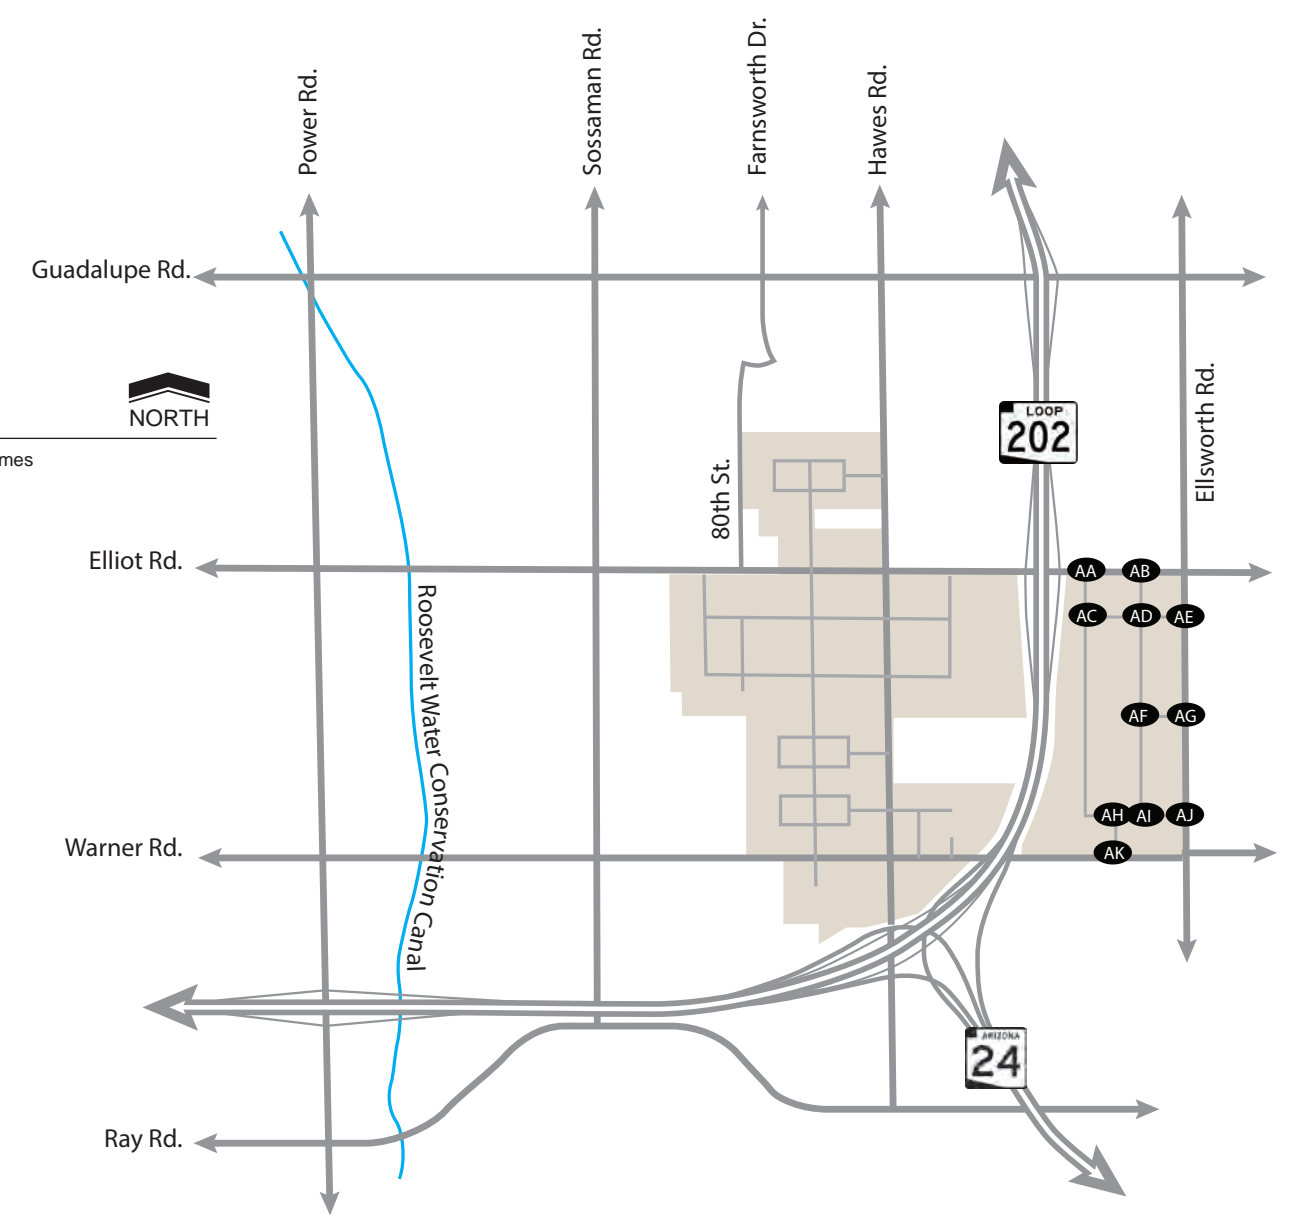 Power Rd.
Sossaman Rd.
Farnsworth Dr.
Hawes Rd.
Guadalupe Rd.
NORTH
mes
LOOP
202
Ellsworth Rd.
80th St.
Elliot Rd.
AA
AB
AC
AD
AE
Roosevelt Water Conservation Canal
AF
AG
AH
AI
AJ
Warner Rd.
AK
ARIZONA
24
Ray Rd.